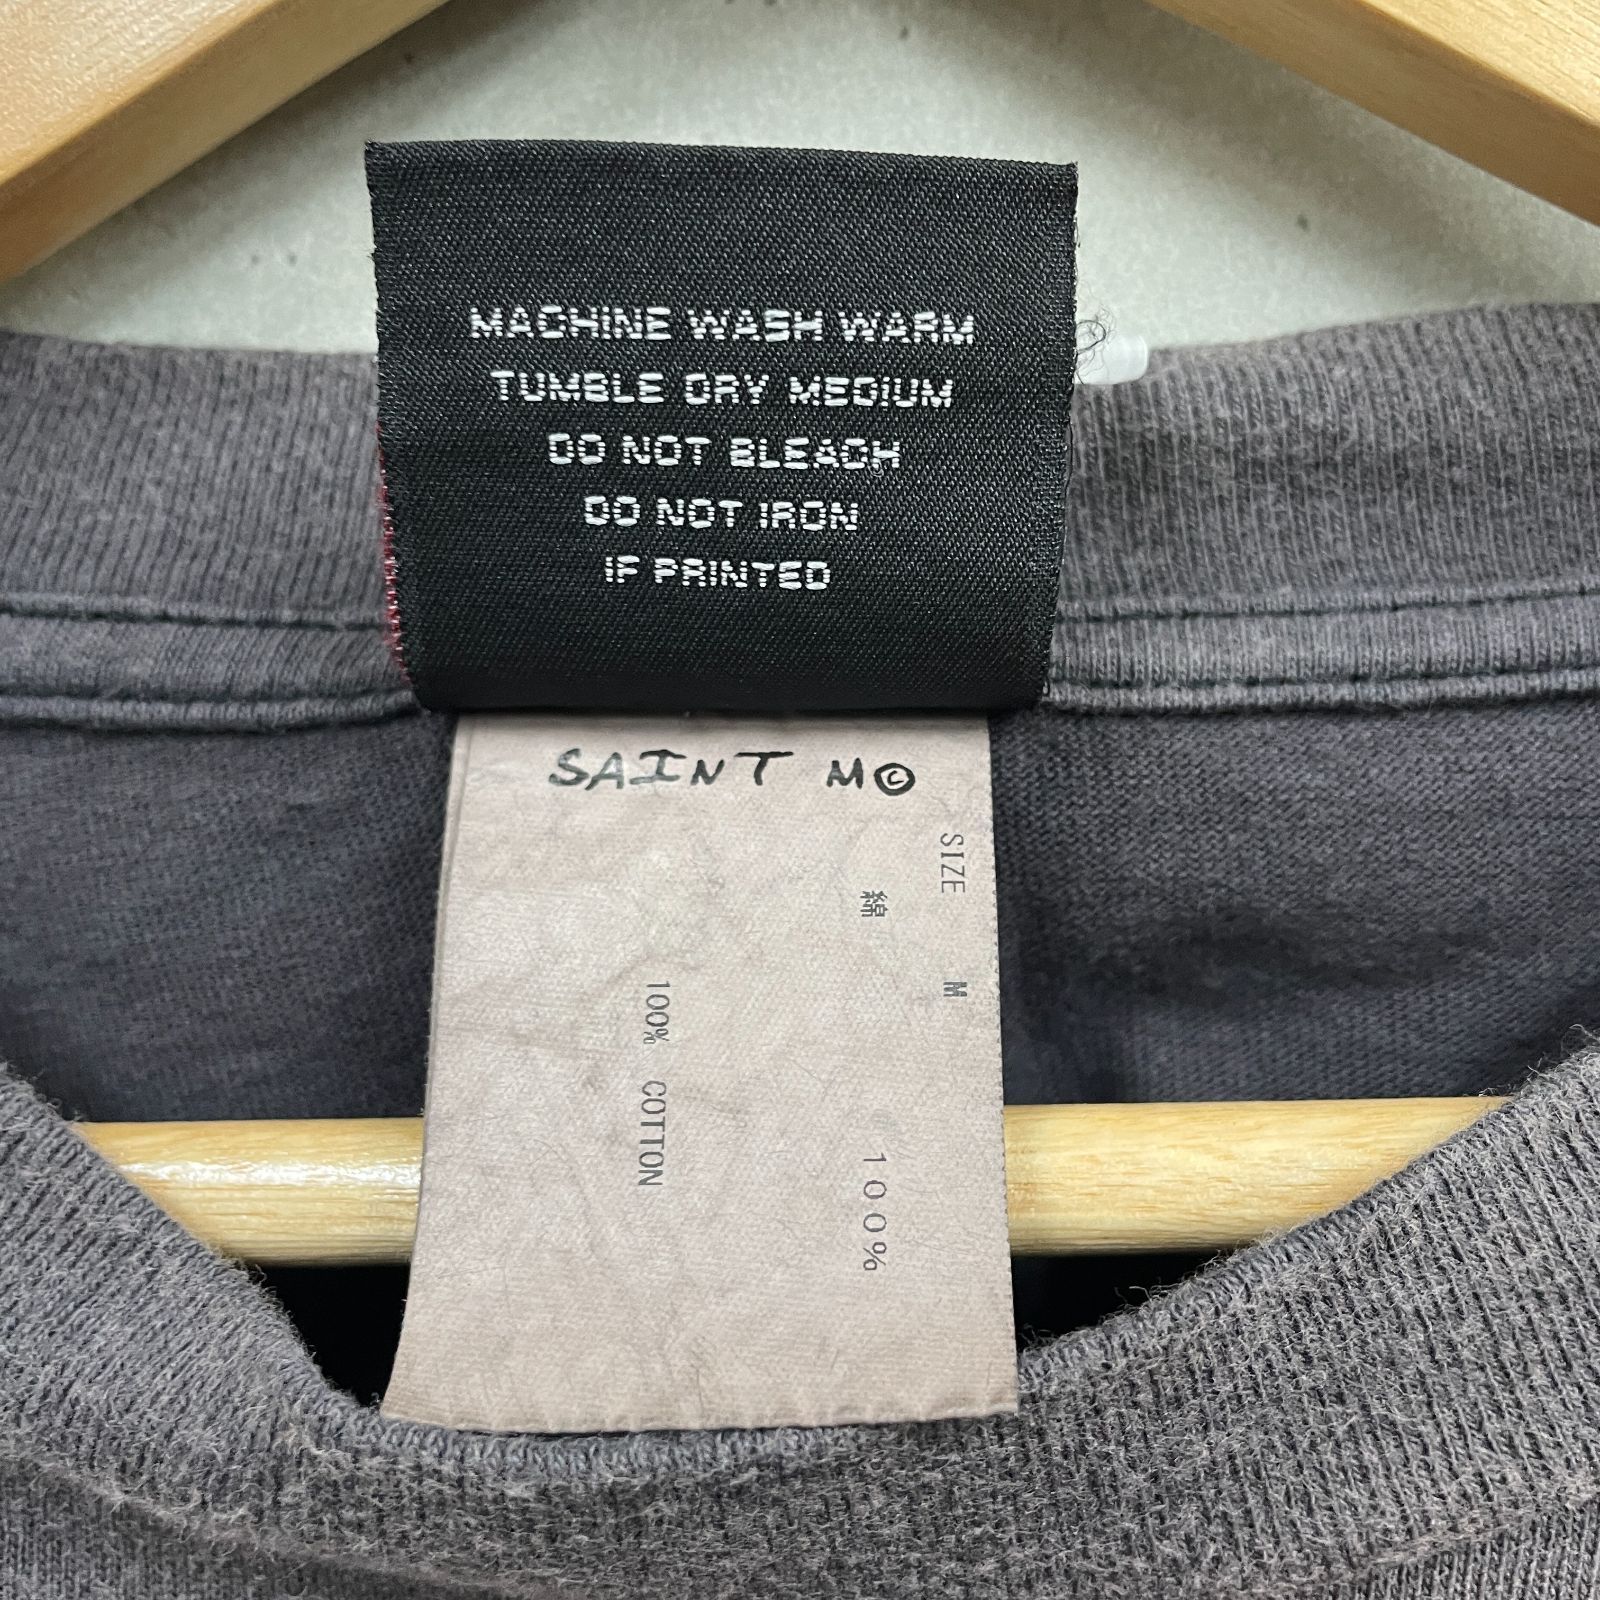 MACHINE WASH WARM
TUMBLE DRY MEDIUM
DO NOT BLEACH
DO NOT IRON
IF PRINTED
SAINT M©
SIZE M
綿 100%
100% COTTON